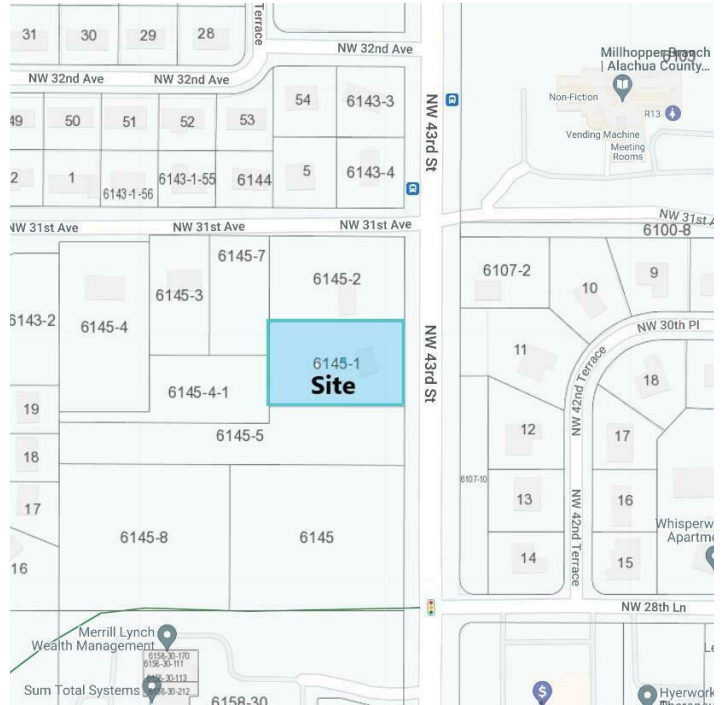 31
30
29
28
Terrace
NW 32nd Ave
NW 32nd Ave
NW 32nd Ave
Millhopper Branch
| Alachua County...
Non-Fiction
R13
Vending Machine
Meeting
Rooms
49
50
51
52
53
54
6143-3
NW 43rd St
2
1
6143-1-56
6143-1-55
6144
5
6143-4
NW 31st Ave
NW 31st Ave
NW 31st Ave
NW 31st A
6100-8
6145-7
6145-2
6107-2
10
9
6143-2
6145-4
6145-3
NW 30th Pl
6145-1
Site
NW 43rd St
11
NW 42nd Terrace
18
6145-4-1
19
6145-5
12
17
18
6107-10
17
13
NW 42nd Terrace
16
6145-8
6145
Whisperw
Apartme
16
14
15
NW 28th Ln
Merrill Lynch
Wealth Management
6158-30-170
6158-30-111
6158-30-113
Sum Total Systems
6158-30-212
6158-30
$
Le
Hyerwork